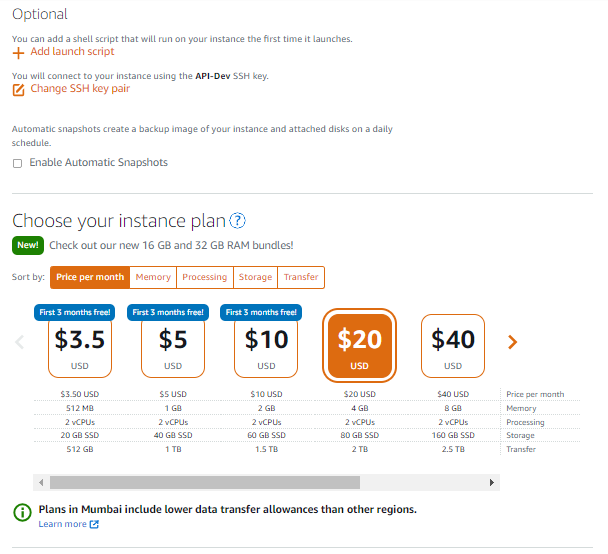 Optional
You can add a shell script that will run on your instance the first time it launches.
Add launch script
You will connect to your instance using the API-Dev SSH key.
Change SSH key pair
Automatic snapshots create a backup image of your instance and attached disks on a daily
schedule.
Enable Automatic Snapshots
Choose your instance plan ?
New! Check out our new 16 GB and 32 GB RAM bundles!
Sort by: Price per month Memory Processing Storage Transfer
First 3 months free! First 3 months free! First 3 months free!
$3.5 $5 $10 $20 $40
USD USD USD USD USD
$3.50 USD $5 USD $10 USD $20 USD $40 USD Price per month
512 MB 1 GB 2 GB 4 GB 8 GB Memory
2 vCPUs 2 vCPUs 2 vCPUs 2 vCPUs 2 vCPUs Processing
20 GB SSD 40 GB SSD 60 GB SSD 80 GB SSD 160 GB SSD Storage
512 GB 1 TB 1.5 TB 2 TB 2.5 TB Transfer
Plans in Mumbai include lower data transfer allowances than other regions.
Learn more